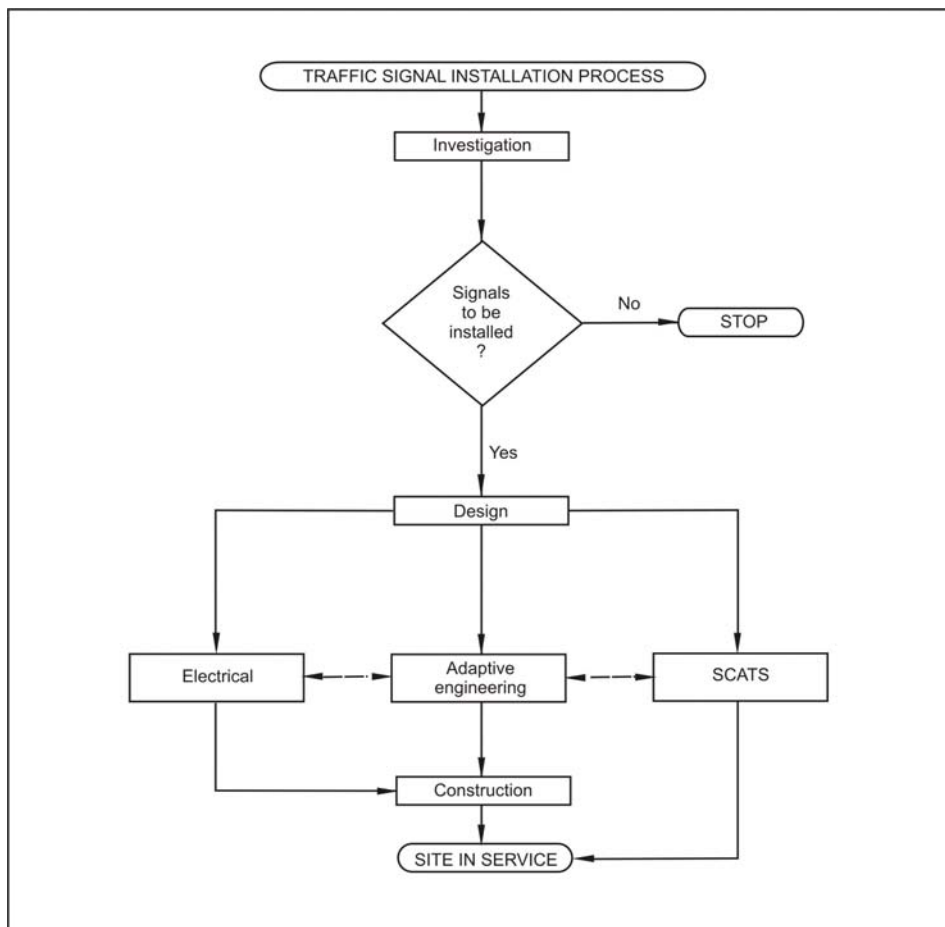 TRAFFIC SIGNAL INSTALLATION PROCESS
Investigation
Signals
to be
installed
?
No
STOP
Yes
Design
Electrical
Adaptive
engineering
SCATS
Construction
SITE IN SERVICE